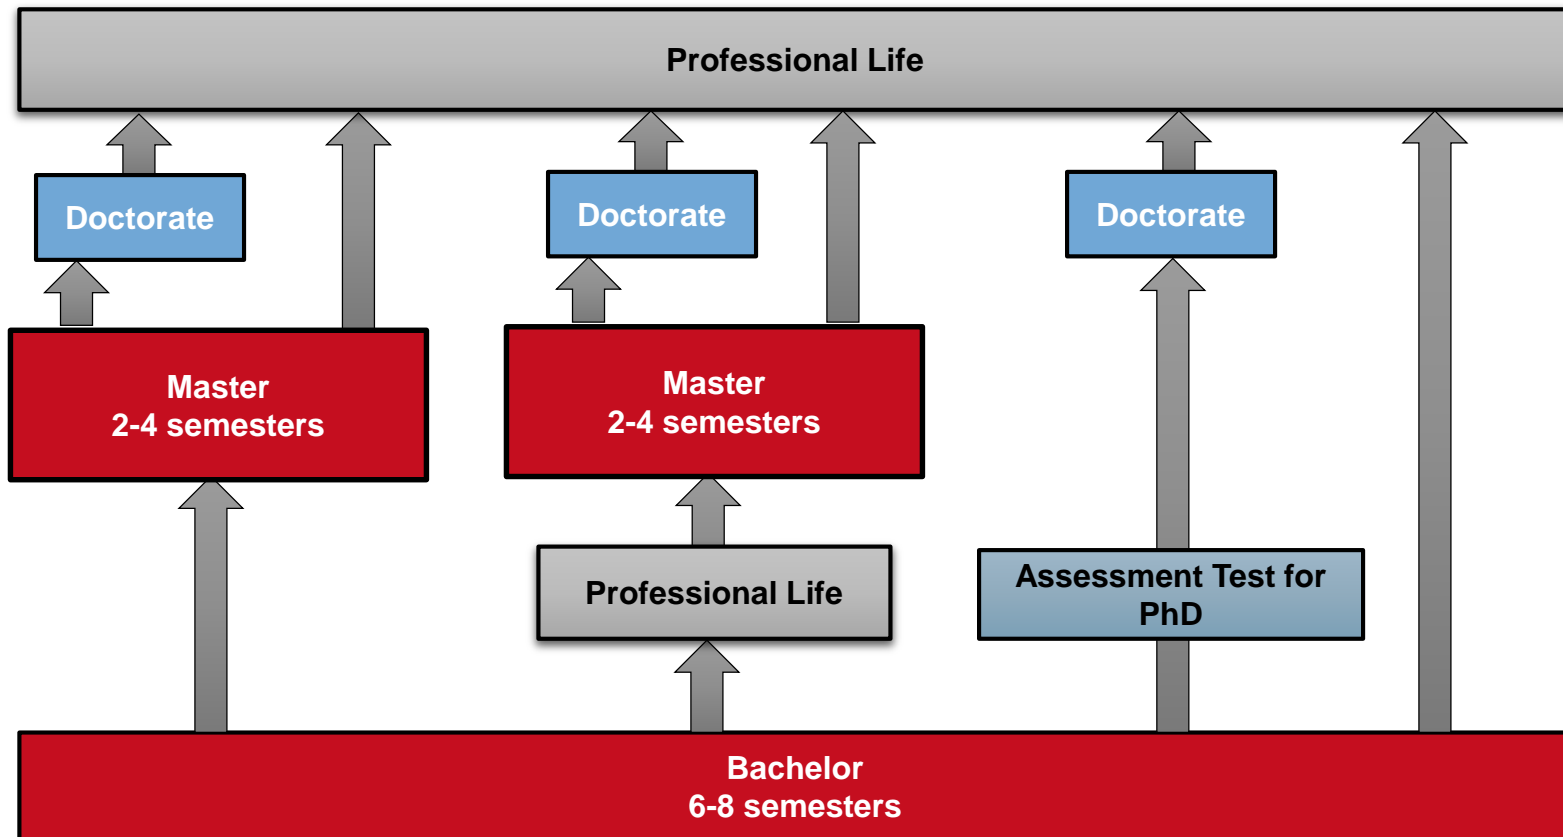 Professional Life
Doctorate
Doctorate
Doctorate
Master
2-4 semesters
Master
2-4 semesters
Professional Life
Assessment Test for
PhD
Bachelor
6-8 semesters